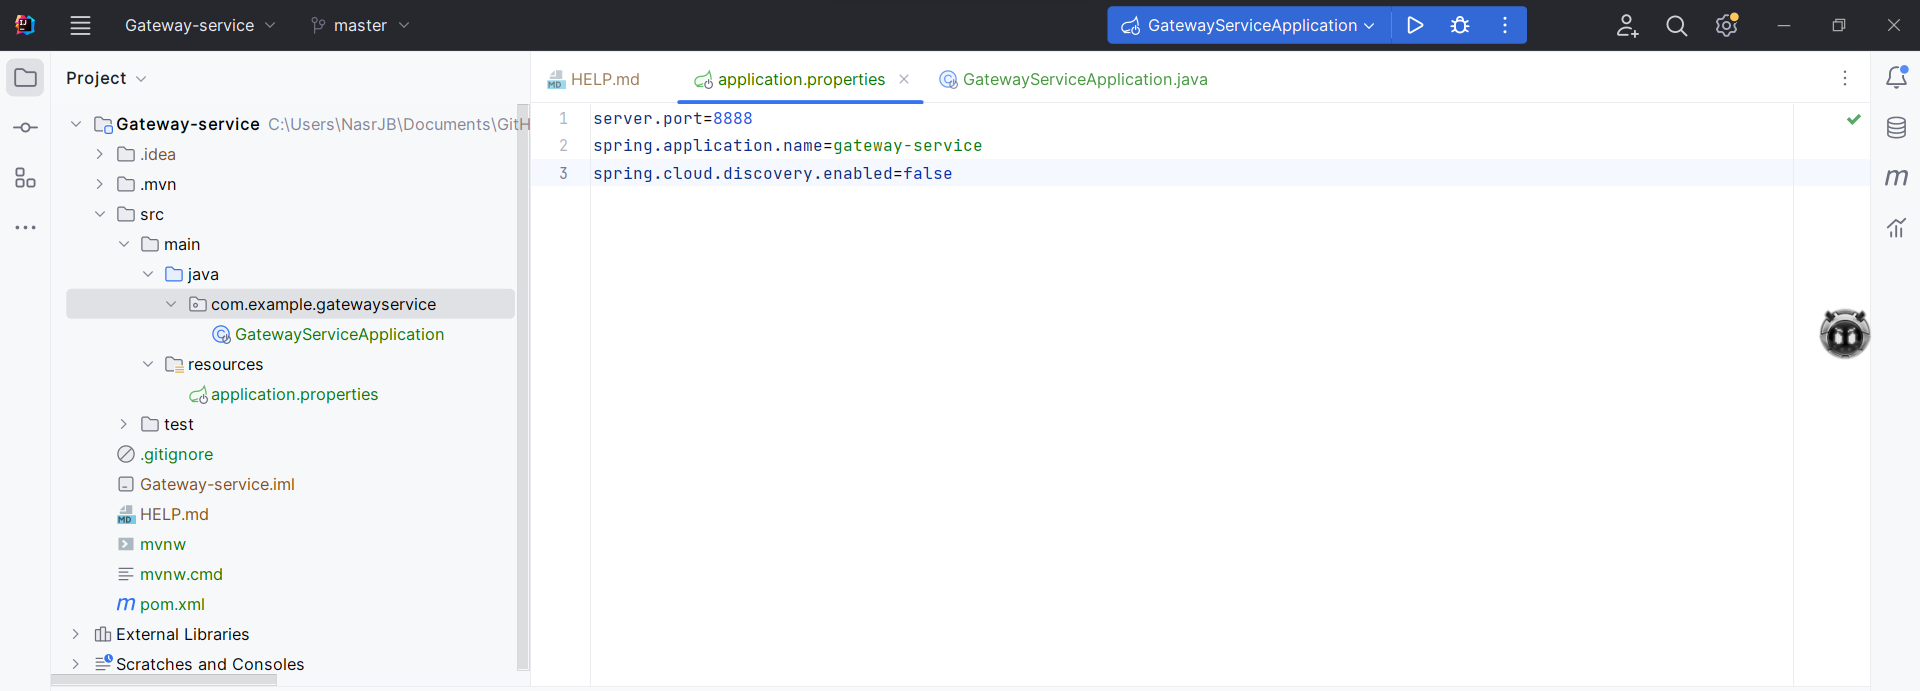 Gateway-service master GatewayServiceApplication
Project
HELP.md application.properties GatewayServiceApplication.java
Gateway-service C:\Users\NasrJB\Documents\GitH
.idea
.mvn
src
main
java
com.example.gatewayservice
GatewayServiceApplication
resources
application.properties
test
.gitignore
Gateway-service.iml
HELP.md
mvnw
mvnw.cmd
pom.xml
External Libraries
Scratches and Consoles
1 server.port=8888
2 spring.application.name=gateway-service
3 spring.cloud.discovery.enabled=false